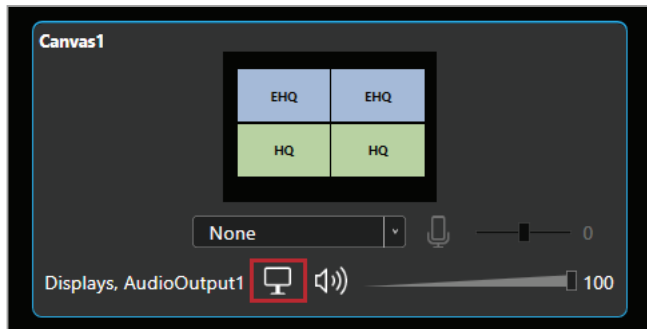 Canvas1
EHQ EHQ
HQ HQ
None 0
Displays, AudioOutput1 100